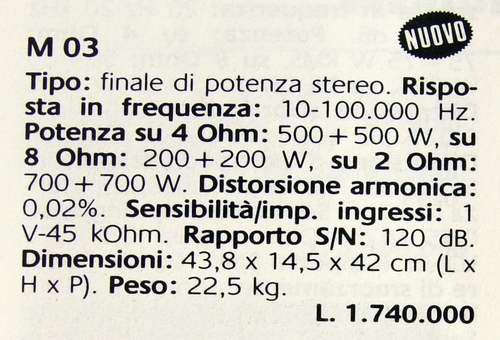 NUOVO
M 03
Tipo: finale di potenza stereo. Rispo-
sta in frequenza: 10-100.000 Hz.
Potenza su 4 Ohm: 500 + 500 W, su
8 Ohm: 200 + 200 W, su 2 Ohm:
700 + 700 W. Distorsione armonica:
0,02%. Sensibilità/imp. ingressi: 1
V-45 kOhm. Rapporto S/N: 120 dB.
Dimensioni: 43,8 x 14,5 x 42 cm (L x
H x P). Peso: 22,5 kg.
L. 1.740.000